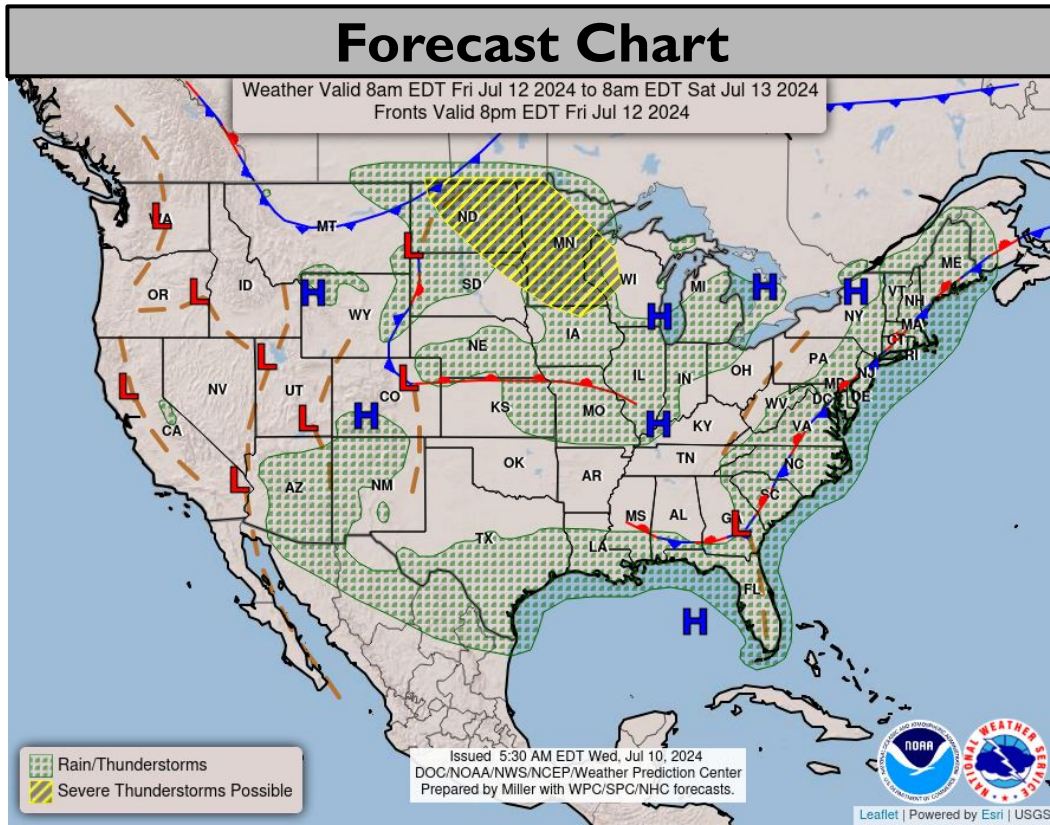 Forecast Chart
Weather Valid 8am EDT Fri Jul 12 2024 to 8am EDT Sat Jul 13 2024
Fronts Valid 8pm EDT Fri Jul 12 2024
WA
L
MT
ND
MN
L
OR
L
ID
H
WY
SD
WI
MI
H
H
H
ME
VT
NH
NY
MA
CT
RI
L
NV
L
UT
L
CO
H
L
NE
IA
IL
IN
OH
PA
NJ
MD
DE
DC
WV
VA
CA
KS
MO
H
KY
L
AZ
NM
OK
AR
TN
NC
SC
MS
AL
GA
L
TX
LA
FL
H
Rain/Thunderstorms
Severe Thunderstorms Possible
Issued 5:30 AM EDT Wed, Jul 10, 2024
DOC/NOAA/NWS/NCEP/Weather Prediction Center
Prepared by Miller with WPC/SPC/NHC forecasts.
NOAA
NATIONAL WEATHER SERVICE
Leaflet | Powered by Esri | USGS